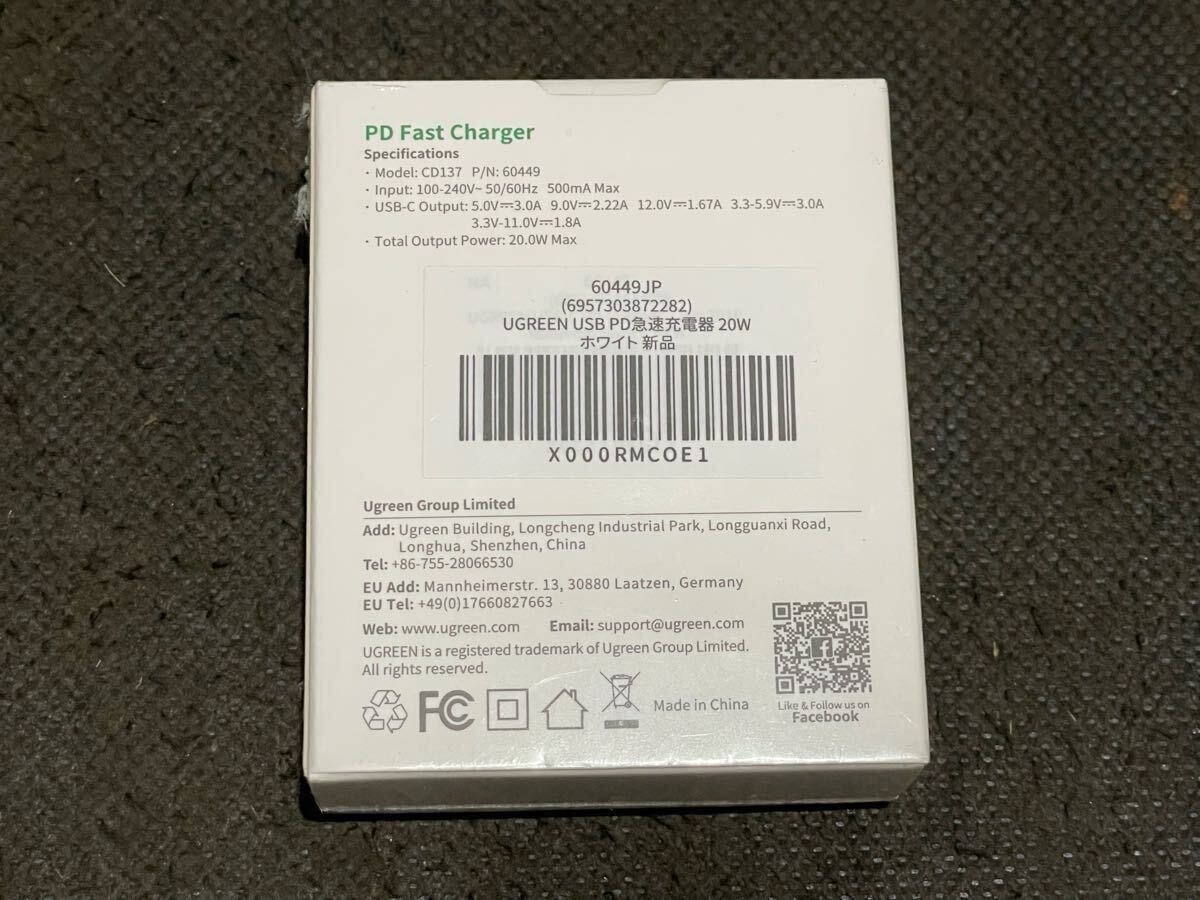 PD Fast Charger
Specifications
· Model: CD137 P/N: 60449
· Input: 100-240V~ 50/60Hz 500mA Max
· USB-C Output: 5.0V⎓3.0A 9.0V⎓2.22A 12.0V⎓1.67A 3.3-5.9V⎓3.0A
3.3V-11.0V⎓1.8A
· Total Output Power: 20.0W Max
60449JP
(6957303872282)
UGREEN USB PD急速充電器 20W
ホワイト 新品
X000RMCOE1
Ugreen Group Limited
Add: Ugreen Building, Longcheng Industrial Park, Longguanxi Road,
Longhua, Shenzhen, China
Tel: +86-755-28066530
EU Add: Mannheimerstr. 13, 30880 Laatzen, Germany
EU Tel: +49(0)17660827663
Web: www.ugreen.com Email: support@ugreen.com
UGREEN is a registered trademark of Ugreen Group Limited.
All rights reserved.
FC
Made in China
Like & Follow us on
Facebook